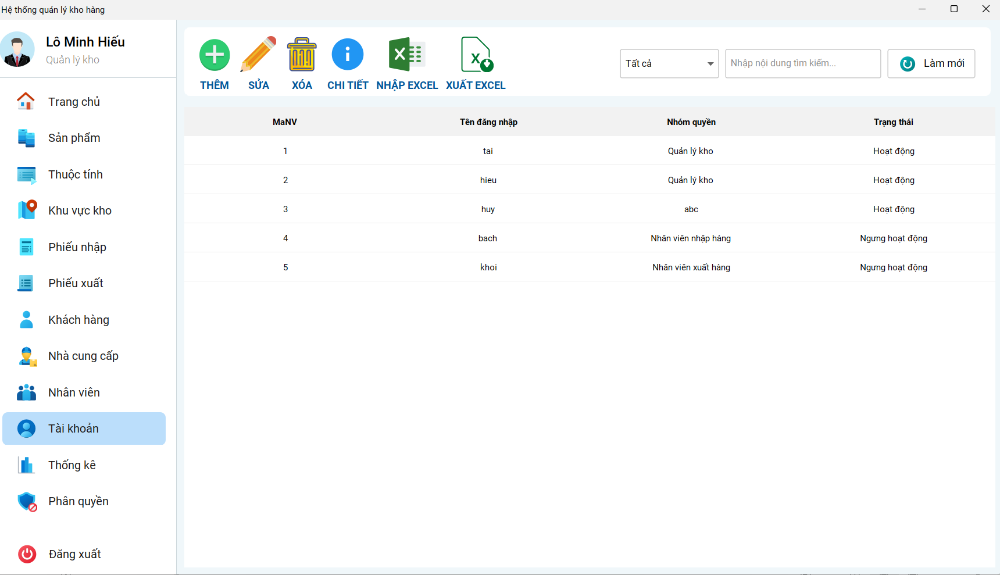 Hệ thống quản lý kho hàng
Lô Minh Hiếu
Quản lý kho
Trang chủ
Sản phẩm
Thuộc tính
Khu vực kho
Phiếu nhập
Phiếu xuất
Khách hàng
Nhà cung cấp
Nhân viên
Tài khoản
Thống kê
Phân quyền
Đăng xuất
THÊM SỬA XÓA CHI TIẾT NHẬP EXCEL XUẤT EXCEL
Tất cả Nhập nội dung tìm kiếm... Làm mới
MaNV Tên đăng nhập Nhóm quyền Trạng thái
1 tai Quản lý kho Hoạt động
2 hieu Quản lý kho Hoạt động
3 huy abc Hoạt động
4 bach Nhân viên nhập hàng Ngưng hoạt động
5 khoi Nhân viên xuất hàng Ngưng hoạt động